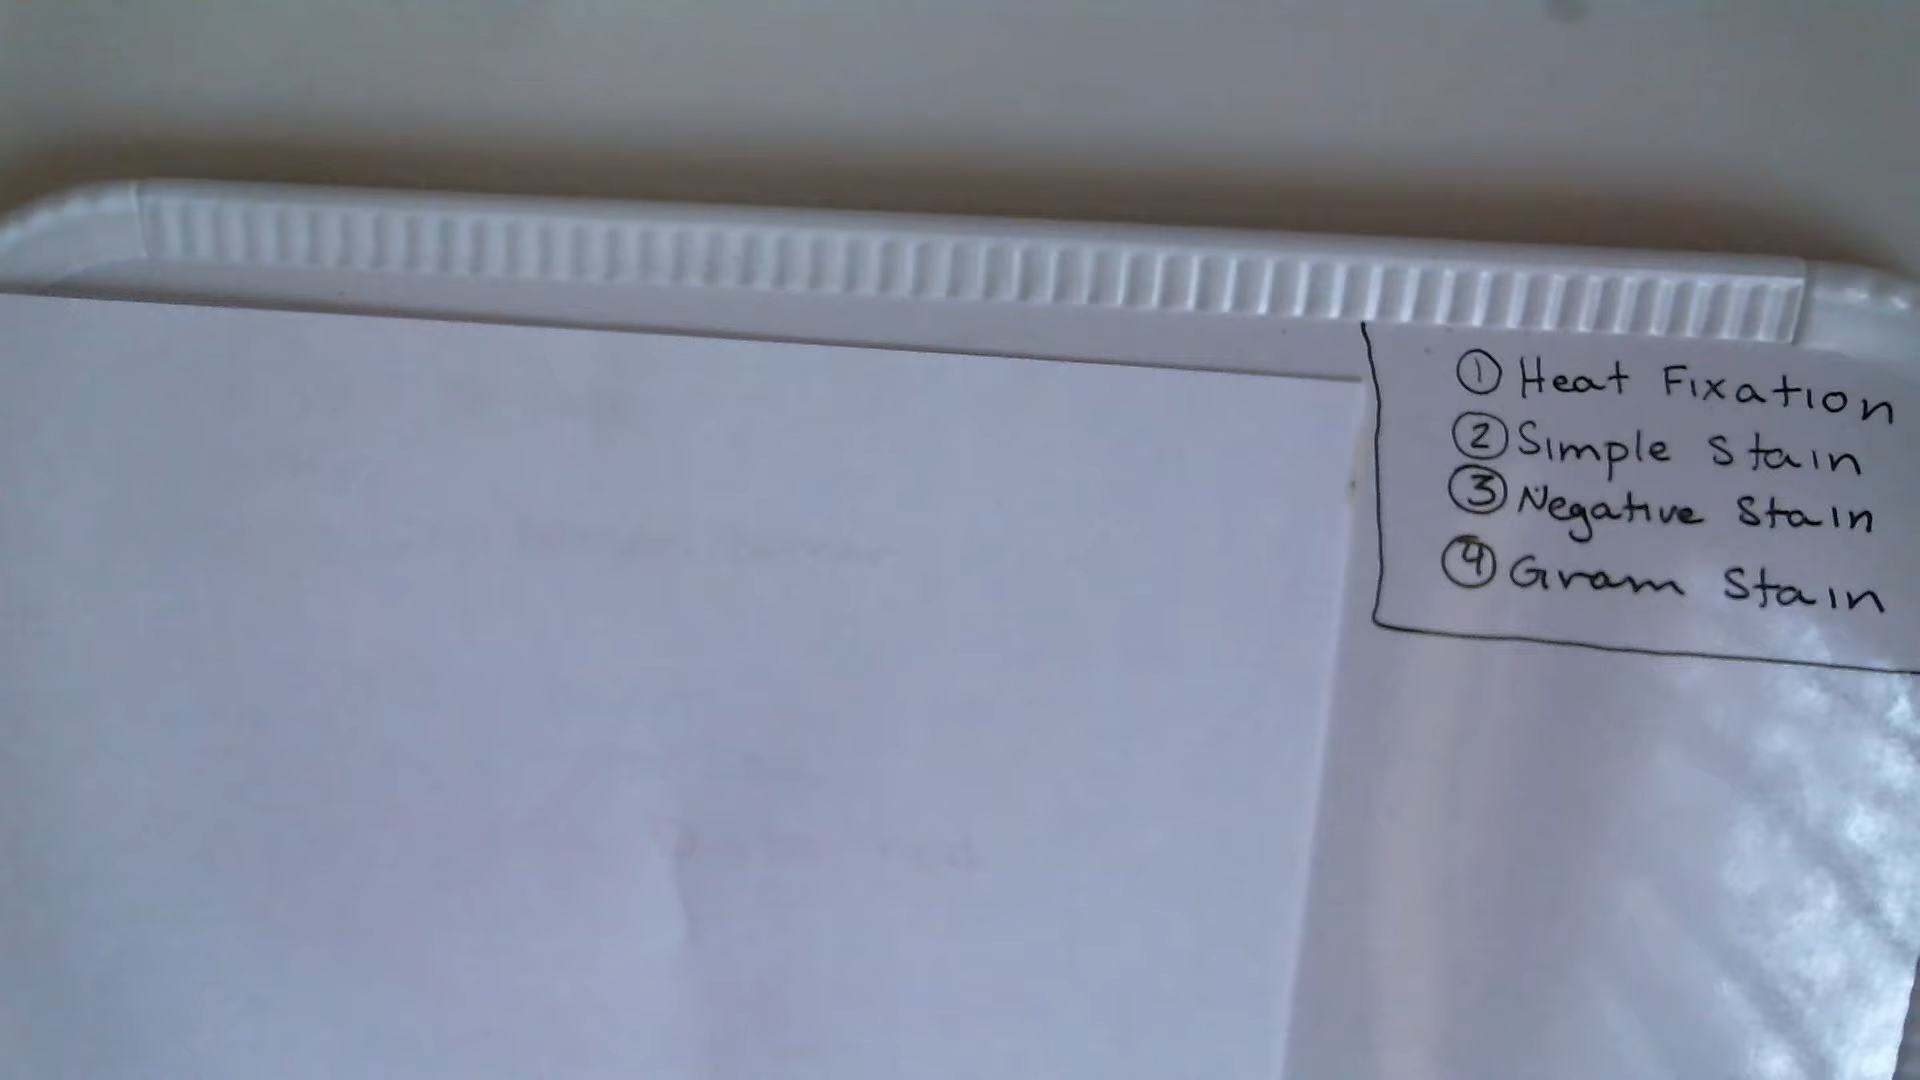 ① Heat Fixation
② Simple Stain
③ Negative Stain
④ Gram Stain